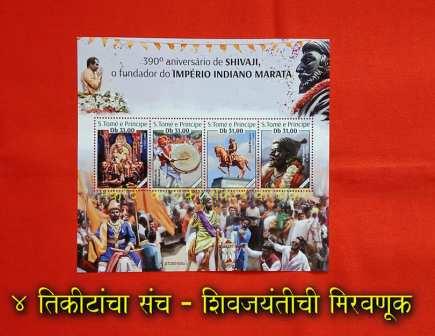 390º aniversário de SHIVAJI,
o fundador do IMPÉRIO INDIANO MARATA
S. Tomé e Príncipe S. Tomé e Príncipe S. Tomé e Príncipe S. Tomé e Príncipe
Db 31,00 Db 31,00 Db 31,00 Db 31,00
४ तिकीटांचा संच - शिवजयंतीची मिरवणूक